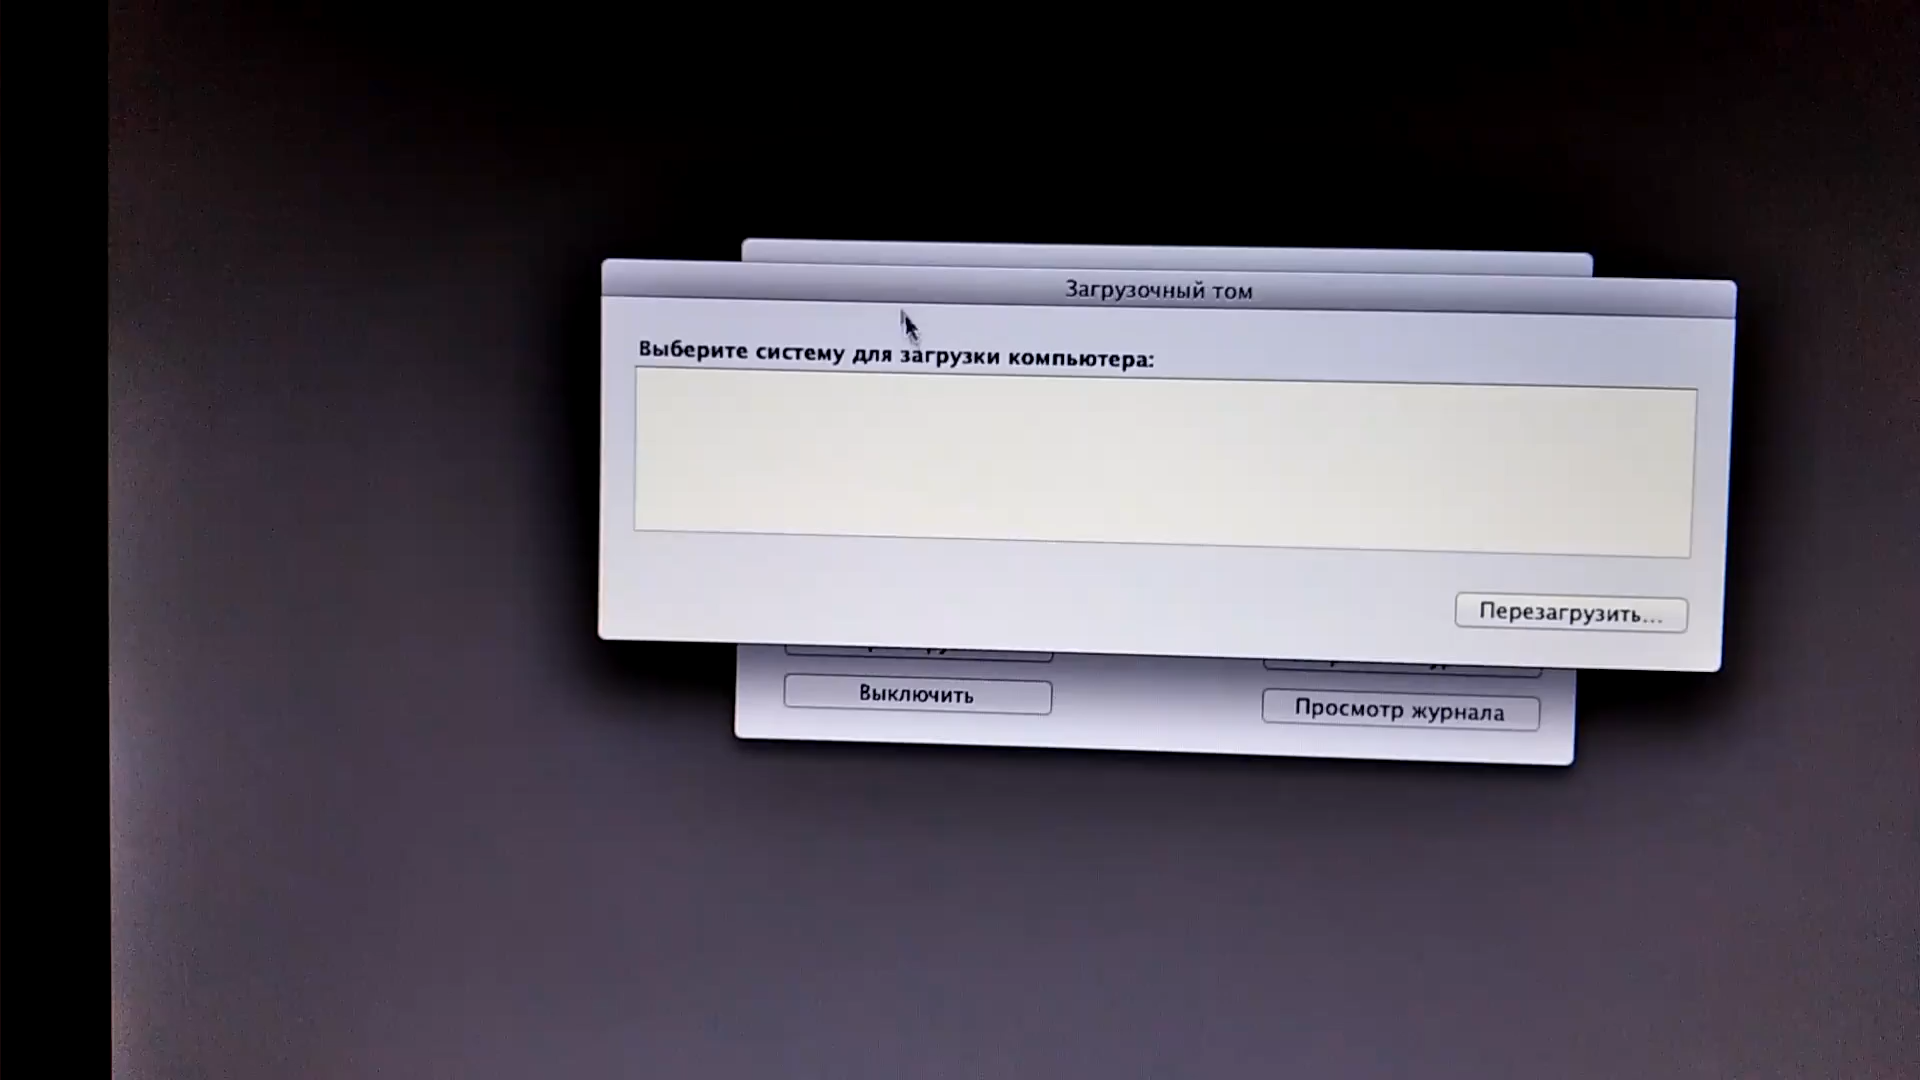 Загрузочный том
Выберите систему для загрузки компьютера:
Перезагрузить...
Выключить
Просмотр журнала